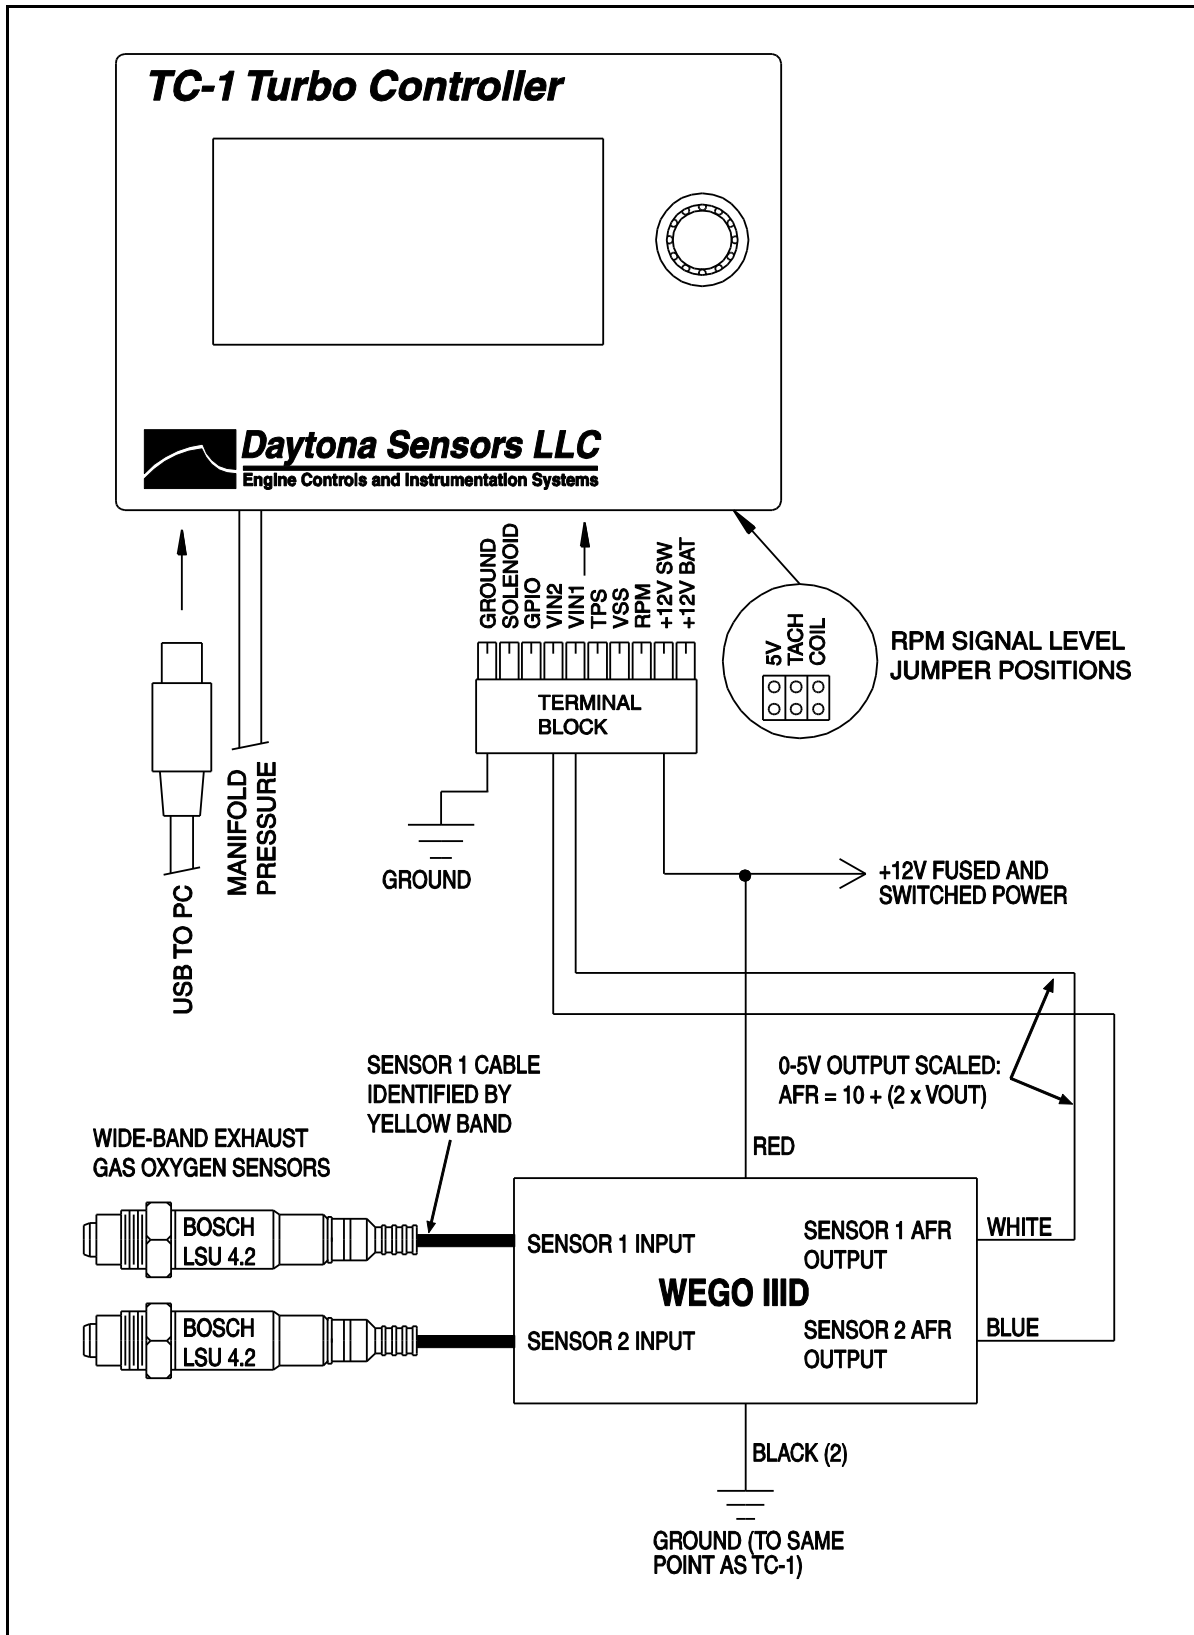 TC-1 Turbo Controller
Daytona Sensors LLC
Engine Controls and Instrumentation Systems
GROUND
SOLENOID
GPIO
VIN2
VIN1
TPS
VSS
RPM
+12V SW
+12V BAT
5V
TACH
COIL
RPM SIGNAL LEVEL
JUMPER POSITIONS
TERMINAL
BLOCK
MANIFOLD
PRESSURE
USB TO PC
GROUND
+12V FUSED AND
SWITCHED POWER
SENSOR 1 CABLE
IDENTIFIED BY
YELLOW BAND
0-5V OUTPUT SCALED:
AFR = 10 + (2 x VOUT)
WIDE-BAND EXHAUST
GAS OXYGEN SENSORS
RED
BOSCH
LSU 4.2
SENSOR 1 INPUT
SENSOR 1 AFR
OUTPUT
WHITE
WEGO IIID
BOSCH
LSU 4.2
SENSOR 2 INPUT
SENSOR 2 AFR
OUTPUT
BLUE
BLACK (2)
GROUND (TO SAME
POINT AS TC-1)